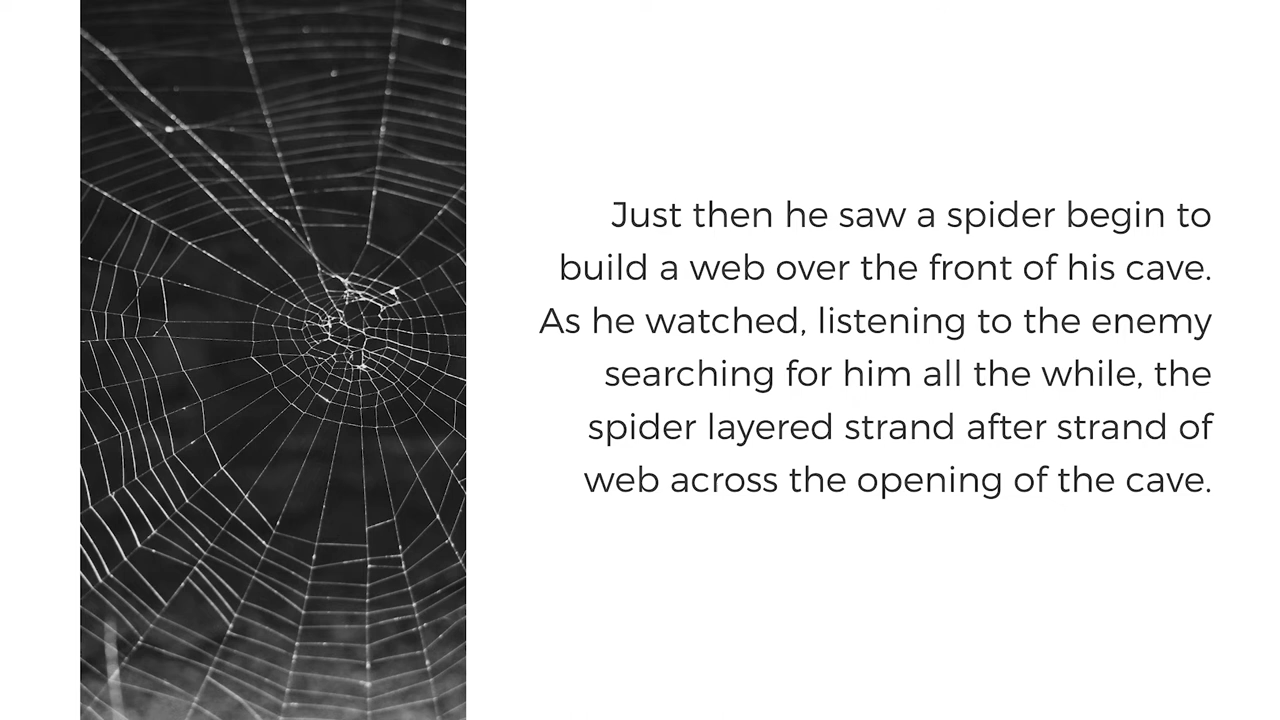 Just then he saw a spider begin to
build a web over the front of his cave.
As he watched, listening to the enemy
searching for him all the while, the
spider layered strand after strand of
web across the opening of the cave.